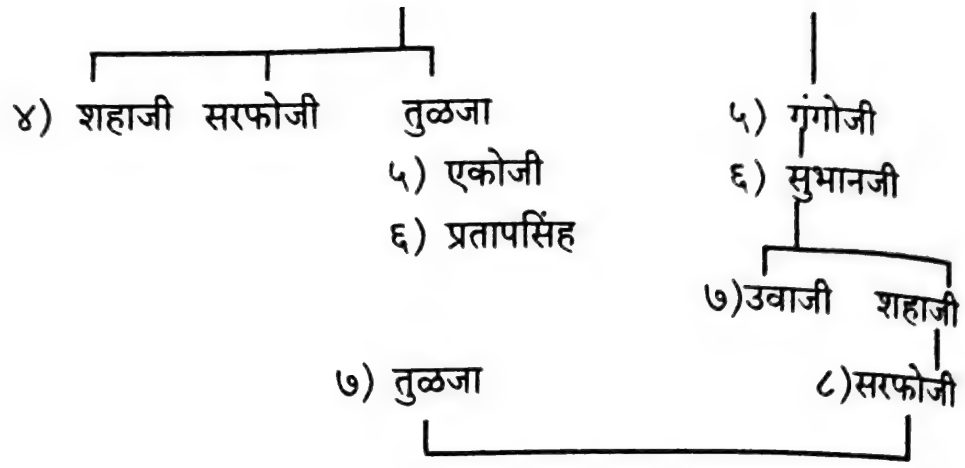 ४) शहाजी सरफोजी तुळजा ५) गंगोजी
५) एकोजी ६) सुभानजी
६) प्रतापसिंह
७)उवाजी शहाजी
७) तुळजा ८)सरफोजी